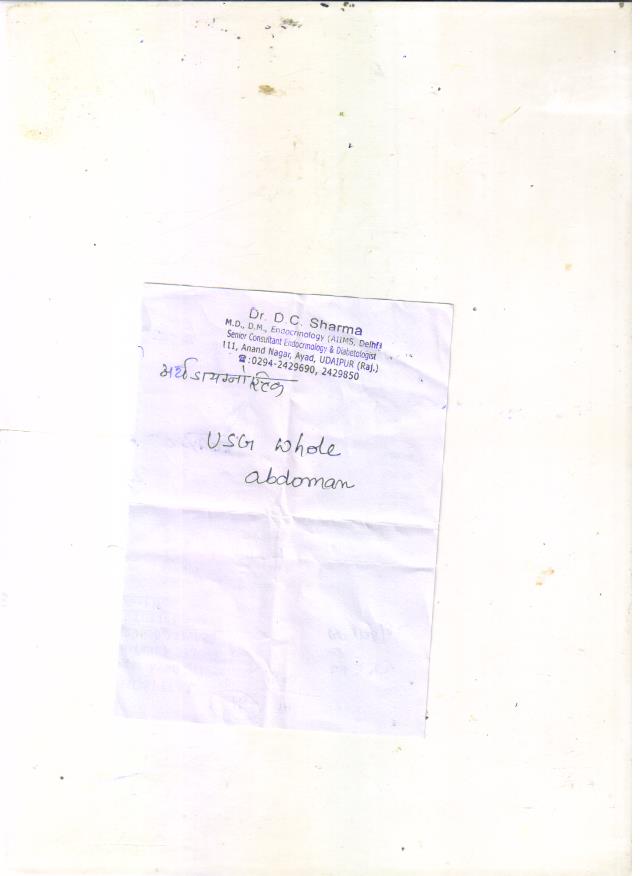 Dr. D.C. Sharma
M.D., D.M., Endocrinology (AIIMS, Delhi)
Senior Consultant Endocrinology & Diabetologist
111, Anand Nagar, Ayad, UDAIPUR (Raj.)
☎:0294-2429690, 2429850
अर्थ डायग्नोस्टिक
USG whole
abdoman